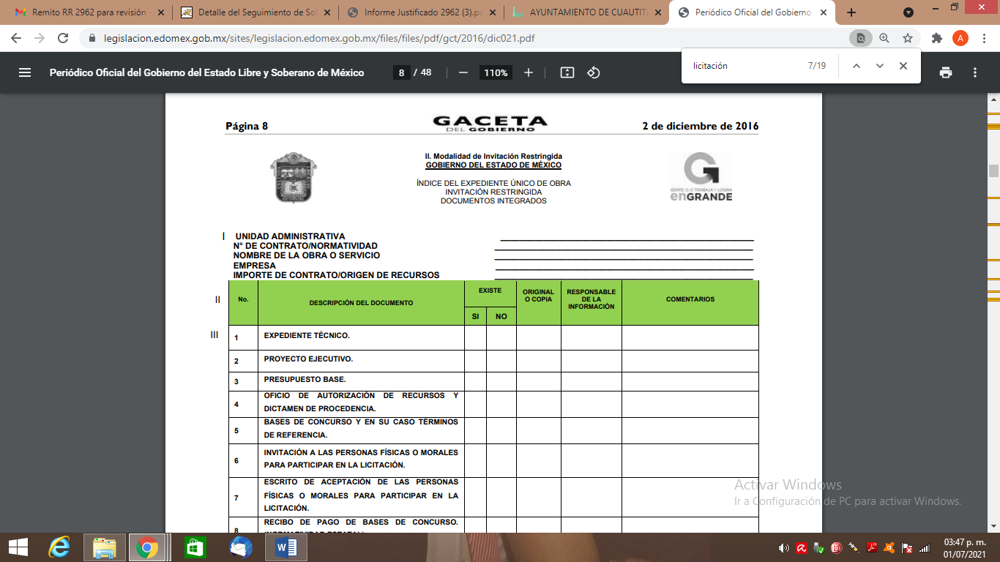 Remito RR 2962 para revisión
Detalle del Seguimiento de So
Informe Justificado 2962 (3).pd
AYUNTAMIENTO DE CUAUTIT
Periódico Oficial del Gobierno
legislacion.edomex.gob.mx/sites/legislacion.edomex.gob.mx/files/files/pdf/gct/2016/dic021.pdf
A
Periódico Oficial del Gobierno del Estado Libre y Soberano de México
8 / 48
110%
licitación
7/19
Página 8
GACETA
DEL GOBIERNO
2 de diciembre de 2016
II. Modalidad de Invitación Restringida
GOBIERNO DEL ESTADO DE MÉXICO
ÍNDICE DEL EXPEDIENTE ÚNICO DE OBRA
INVITACIÓN RESTRINGIDA
DOCUMENTOS INTEGRADOS
GENTE QUE TRABAJA Y LOGRA
enGRANDE
I UNIDAD ADMINISTRATIVA
N° DE CONTRATO/NORMATIVIDAD
NOMBRE DE LA OBRA O SERVICIO
EMPRESA
IMPORTE DE CONTRATO/ORIGEN DE RECURSOS
II
No.
DESCRIPCIÓN DEL DOCUMENTO
EXISTE
SI
NO
ORIGINAL
O COPIA
RESPONSABLE
DE LA
INFORMACIÓN
COMENTARIOS
III
1
EXPEDIENTE TÉCNICO.
2
PROYECTO EJECUTIVO.
3
PRESUPUESTO BASE.
4
OFICIO DE AUTORIZACIÓN DE RECURSOS Y
DICTAMEN DE PROCEDENCIA.
5
BASES DE CONCURSO Y EN SU CASO TÉRMINOS
DE REFERENCIA.
6
INVITACIÓN A LAS PERSONAS FÍSICAS O MORALES
PARA PARTICIPAR EN LA LICITACIÓN.
7
ESCRITO DE ACEPTACIÓN DE LAS PERSONAS
FÍSICAS O MORALES PARA PARTICIPAR EN LA
LICITACIÓN.
8
RECIBO DE PAGO DE BASES DE CONCURSO.
Activar Windows
Ir a Configuración de PC para activar Windows.
03:47 p. m.
01/07/2021